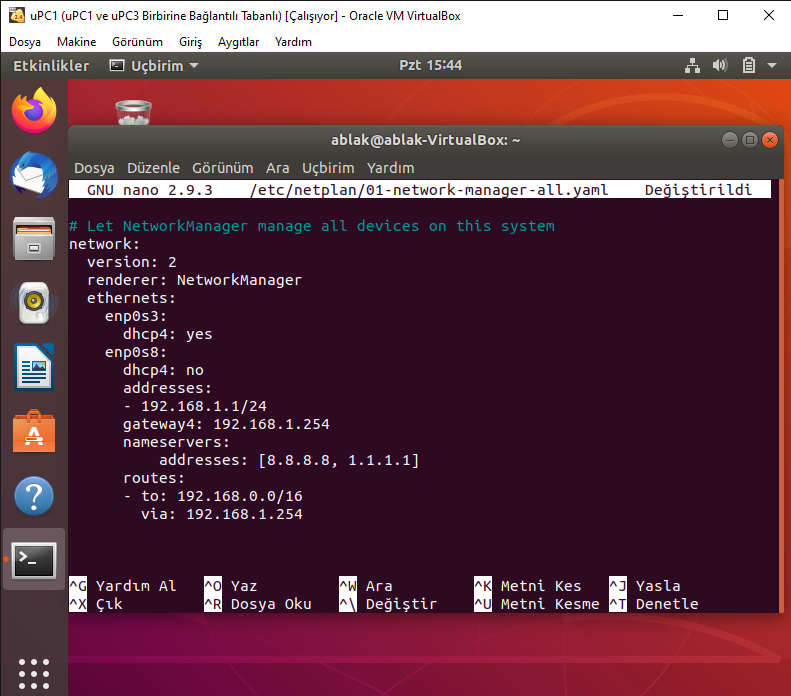 uPC1 (uPC1 ve uPC3 Birbirine Bağlantılı Tabanlı) [Çalışıyor] - Oracle VM VirtualBox
Dosya Makine Görünüm Giriş Aygıtlar Yardım
Etkinlikler Uçbirim Pzt 15:44
ablak@ablak-VirtualBox: ~
Dosya Düzenle Görünüm Ara Uçbirim Yardım
GNU nano 2.9.3 /etc/netplan/01-network-manager-all.yaml Değiştirildi
# Let NetworkManager manage all devices on this system
network:
  version: 2
  renderer: NetworkManager
  ethernets:
    enp0s3:
      dhcp4: yes
    enp0s8:
      dhcp4: no
      addresses:
      - 192.168.1.1/24
      gateway4: 192.168.1.254
      nameservers:
          addresses: [8.8.8.8, 1.1.1.1]
      routes:
      - to: 192.168.0.0/16
        via: 192.168.1.254
^G Yardım Al ^O Yaz ^W Ara ^K Metni Kes ^J Yasla
^X Çık ^R Dosya Oku ^\ Değiştir ^U Metni Kesme ^T Denetle